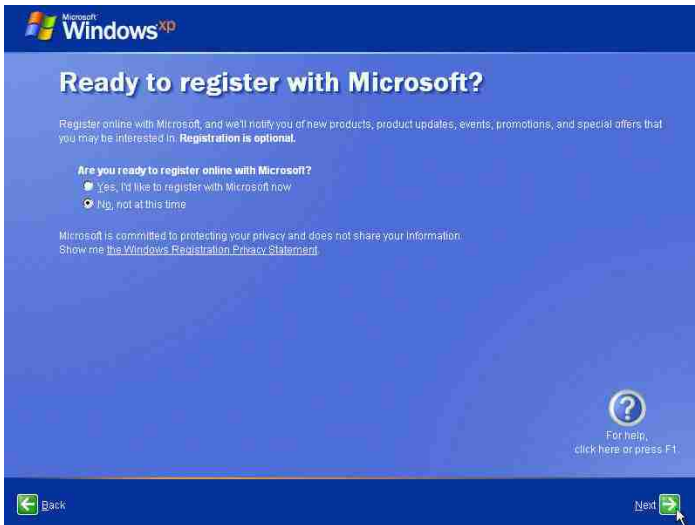 Microsoft
Windows xp
Ready to register with Microsoft?
Register online with Microsoft, and we'll notify you of new products, product updates, events, promotions, and special offers that
you may be interested in. Registration is optional.
Are you ready to register online with Microsoft?
Yes, I'd like to register with Microsoft now
No, not at this time
Microsoft is committed to protecting your privacy and does not share your information.
Show me the Windows Registration Privacy Statement.
?
For help,
click here or press F1.
Back
Next